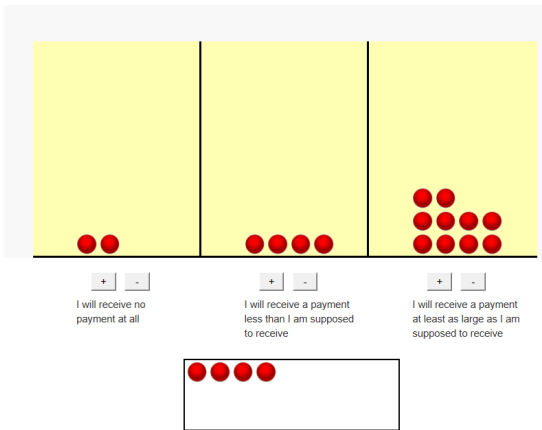 + -
+ -
+ -
I will receive no
payment at all
I will receive a payment
less than I am supposed
to receive
I will receive a payment
at least as large as I am
supposed to receive